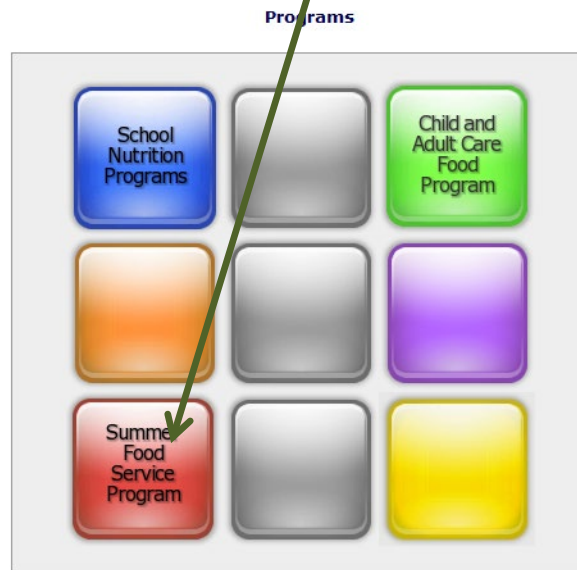 Programs
School
Nutrition
Programs
Child and
Adult Care
Food
Program
Summer
Food
Service
Program